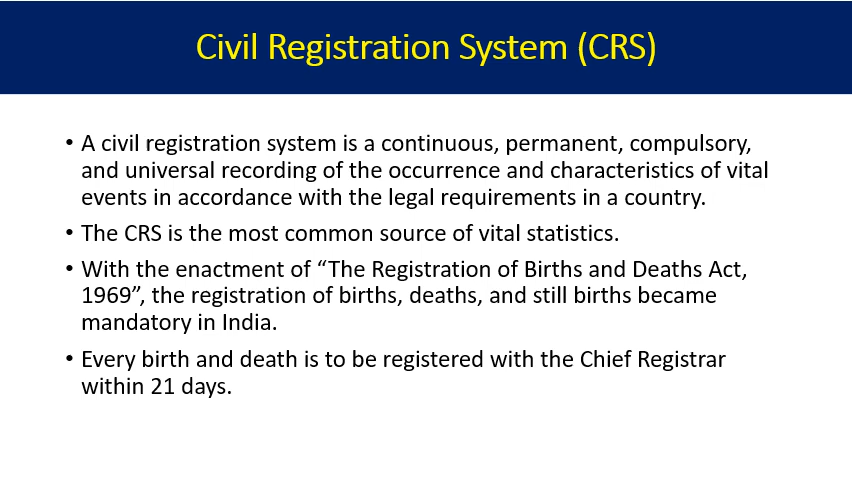 Civil Registration System (CRS)
• A civil registration system is a continuous, permanent, compulsory,
and universal recording of the occurrence and characteristics of vital
events in accordance with the legal requirements in a country.
• The CRS is the most common source of vital statistics.
• With the enactment of “The Registration of Births and Deaths Act,
1969”, the registration of births, deaths, and still births became
mandatory in India.
• Every birth and death is to be registered with the Chief Registrar
within 21 days.